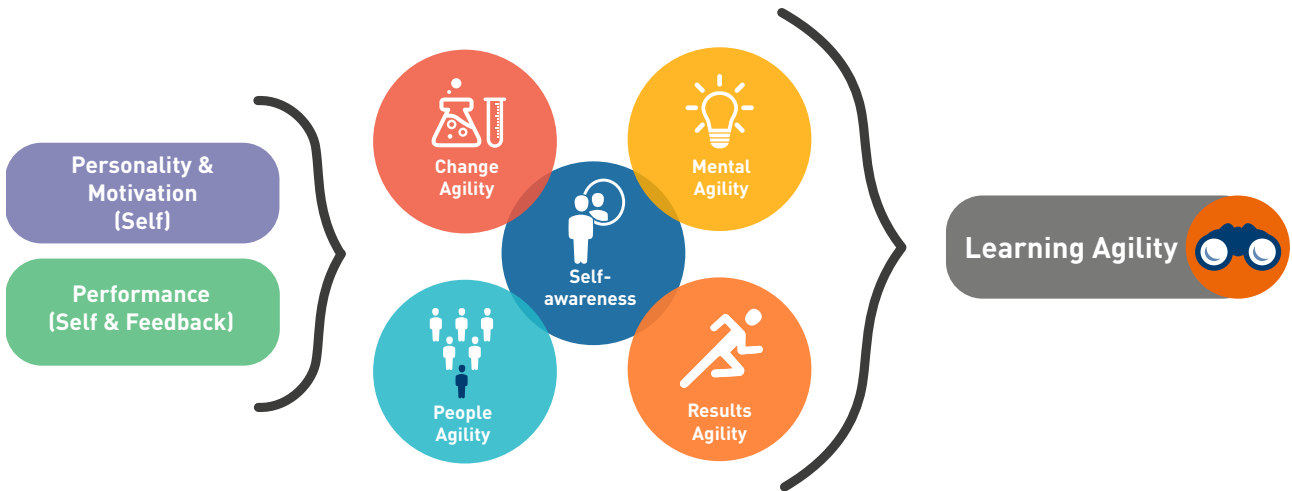 Personality &
Motivation
(Self)
Performance
(Self & Feedback)
Change
Agility
Mental
Agility
Self-
awareness
People
Agility
Results
Agility
Learning Agility